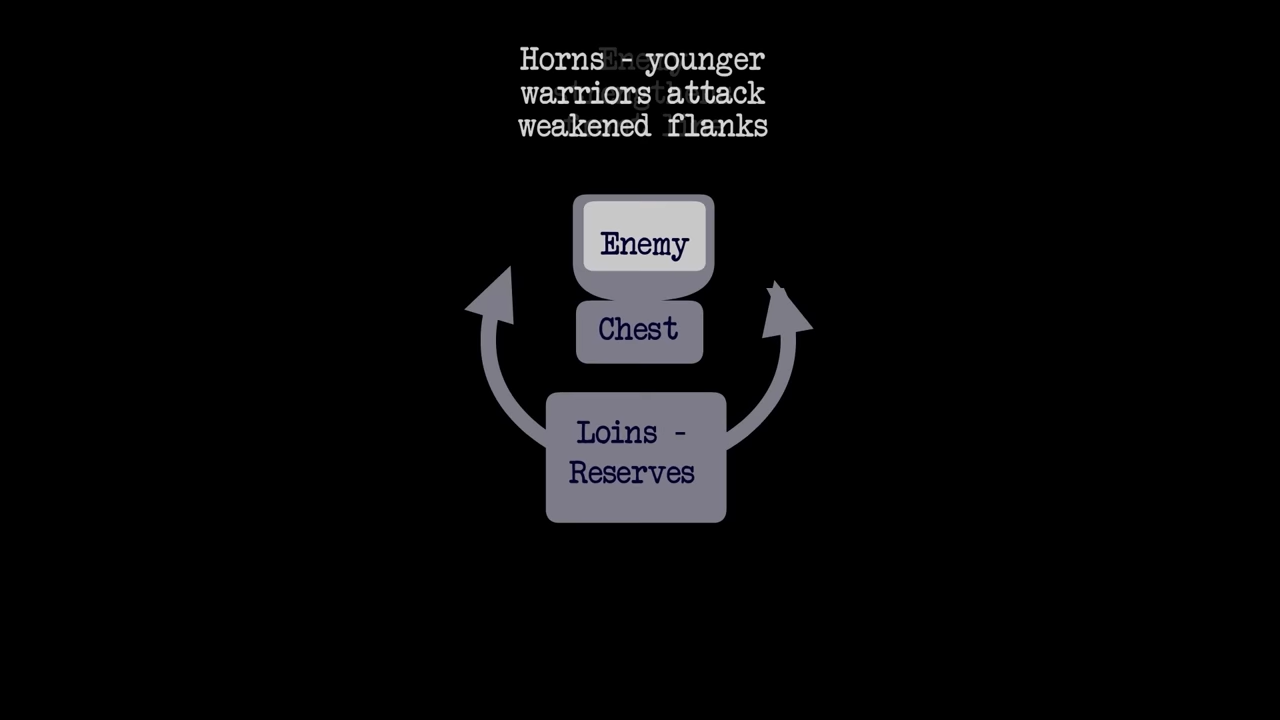 Horns - younger
warriors attack
weakened flanks
Enemy
Chest
Loins -
Reserves